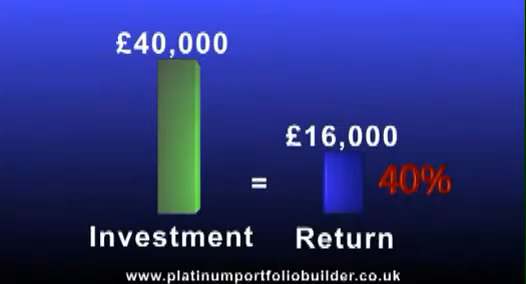 £40,000
£16,000
=
40%
Investment
Return
www.platinumportfoliobuilder.co.uk